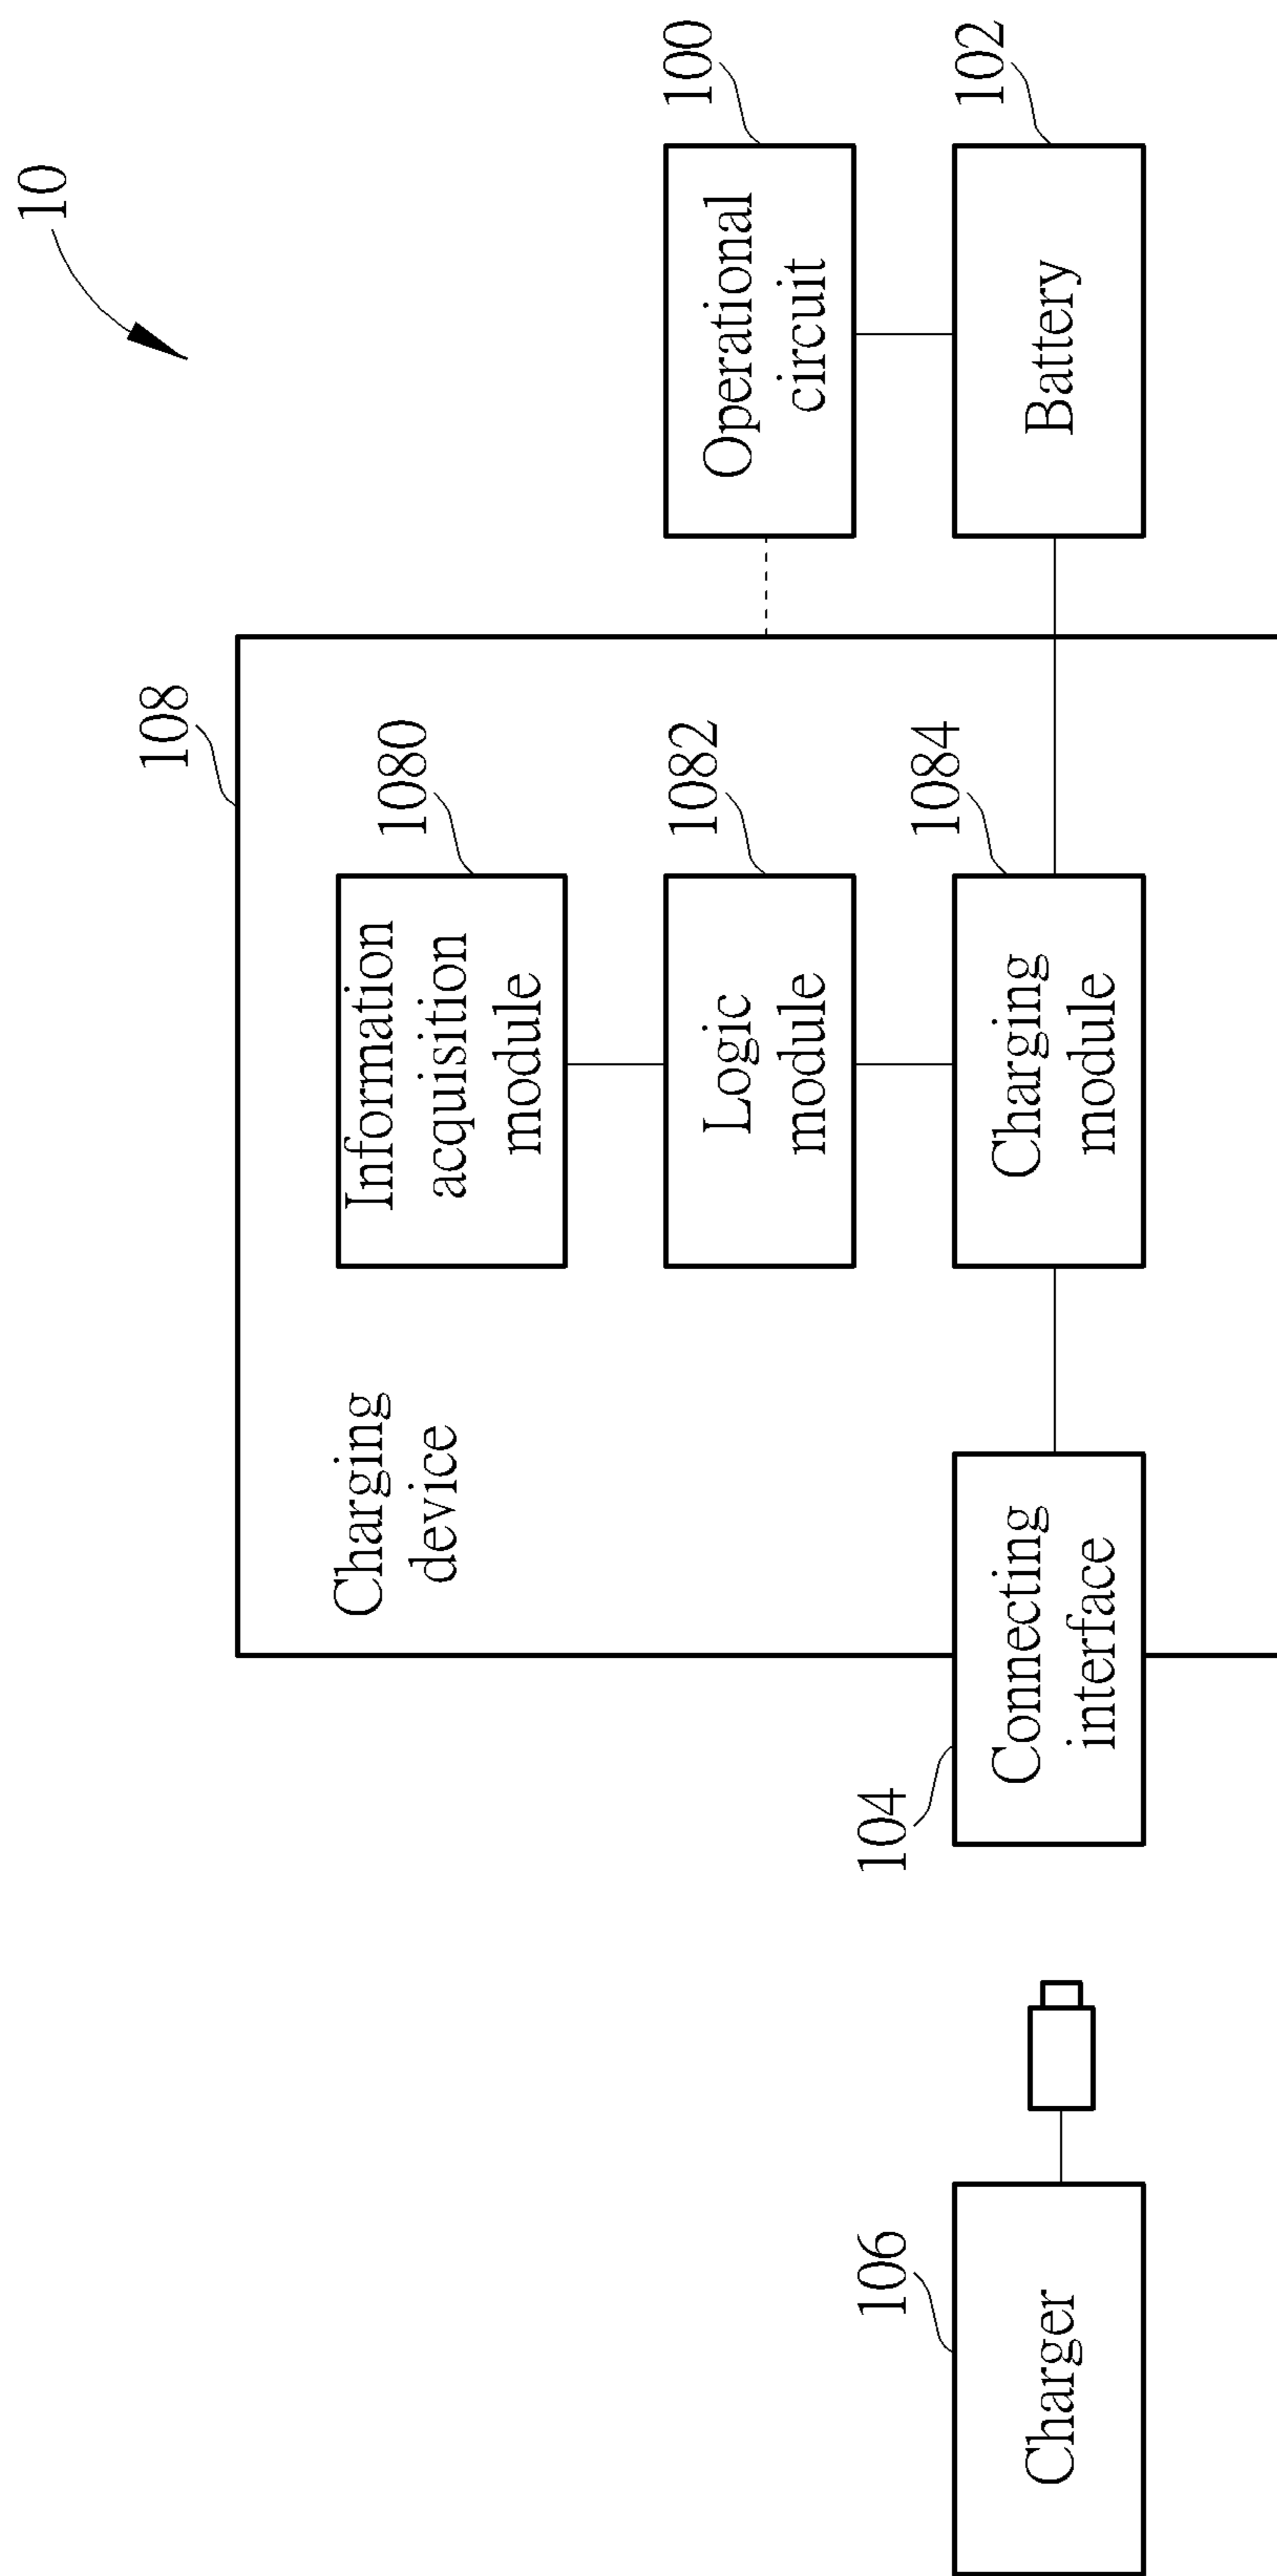 10
108
Charging
device
1080
Information
acquisition
module
1082
Logic
module
100
Operational
circuit
106
Charger
104
Connecting
interface
1084
Charging
module
102
Battery